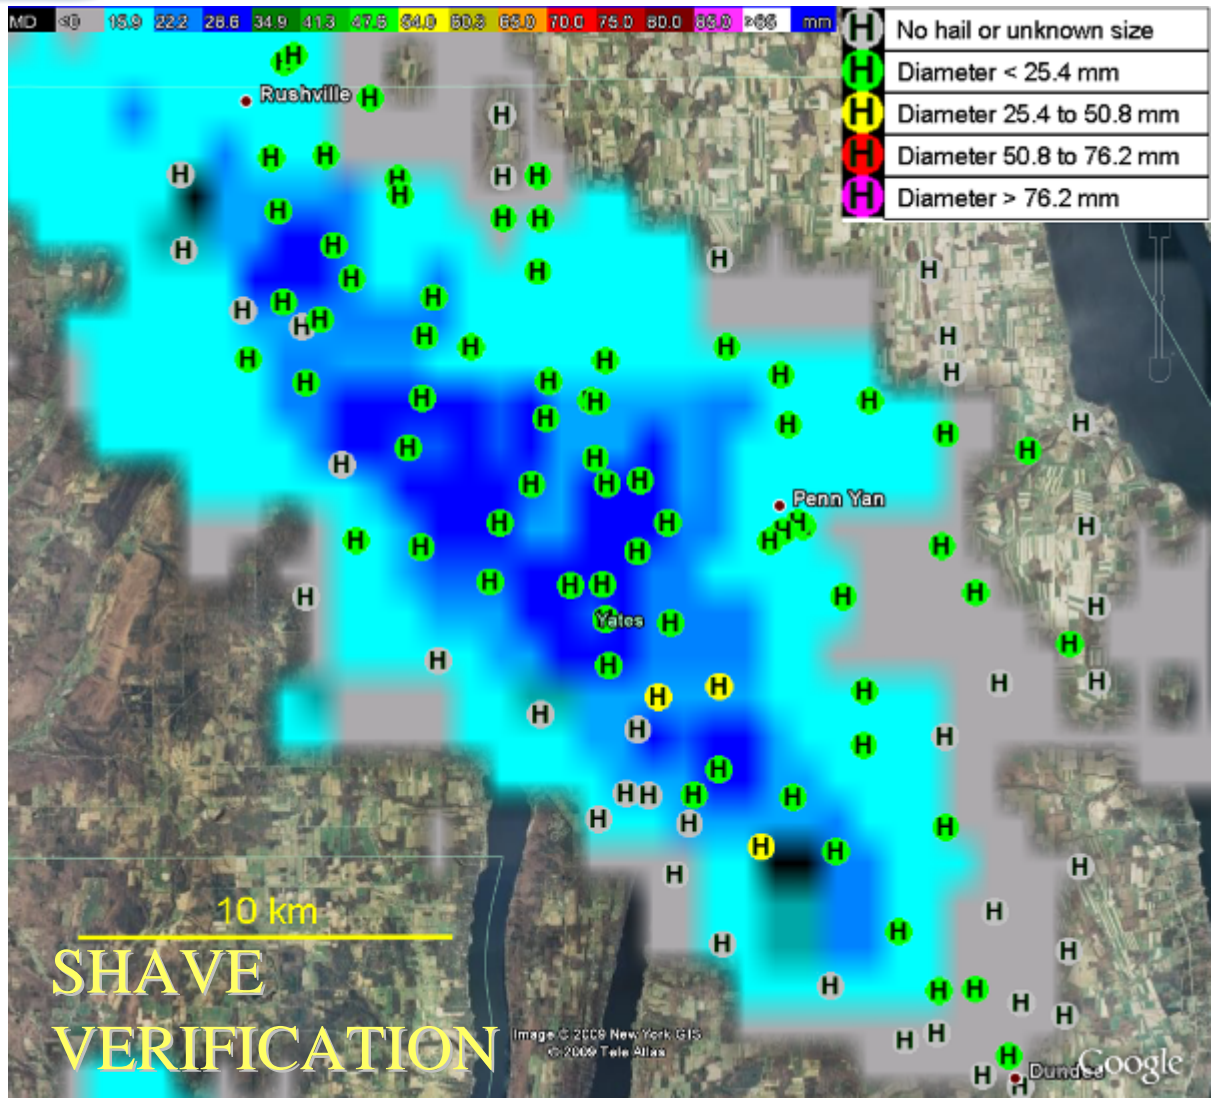 MD <0 15.9 22.2 28.6 34.9 41.3 47.6 54.0 60.3 65.0 70.0 75.0 80.0 85.0 >85 mm
H No hail or unknown size
H Diameter < 25.4 mm
H Diameter 25.4 to 50.8 mm
H Diameter 50.8 to 76.2 mm
H Diameter > 76.2 mm
Rushville
Penn Yan
Yates
10 km
SHAVE
VERIFICATION
Image © 2009 New York GIS
© 2009 Tele Atlas
Dundee
Google